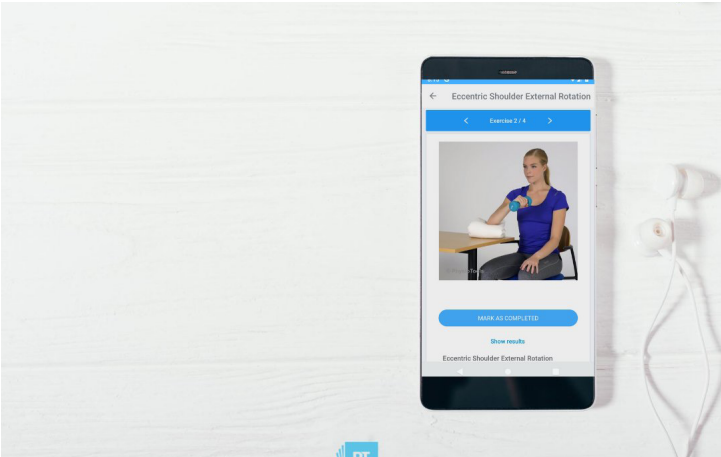 Eccentric Shoulder External Rotation
Exercise 2 / 4
MARK AS COMPLETED
Show results
Eccentric Shoulder External Rotation